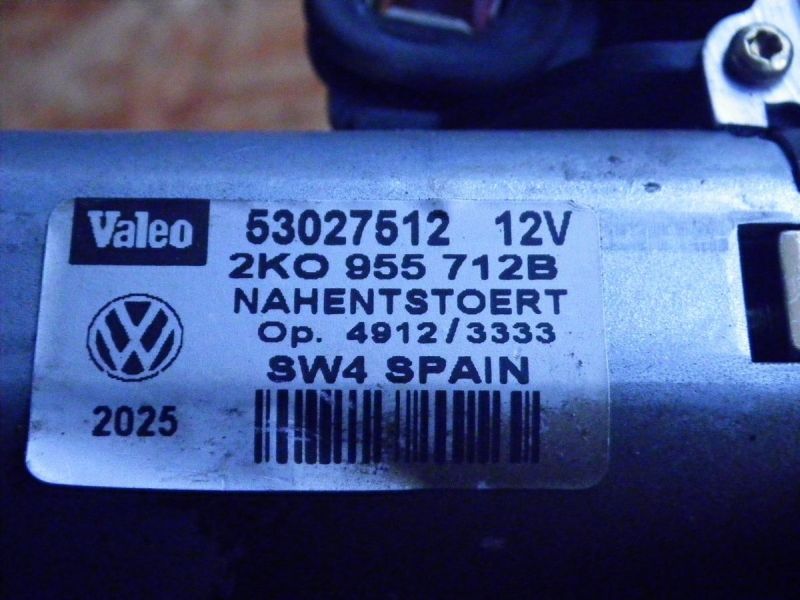 Valeo 53027512 12V
2KO 955 712B
NAHENTSTOERT
Op. 4912/3333
SW4 SPAIN
2025